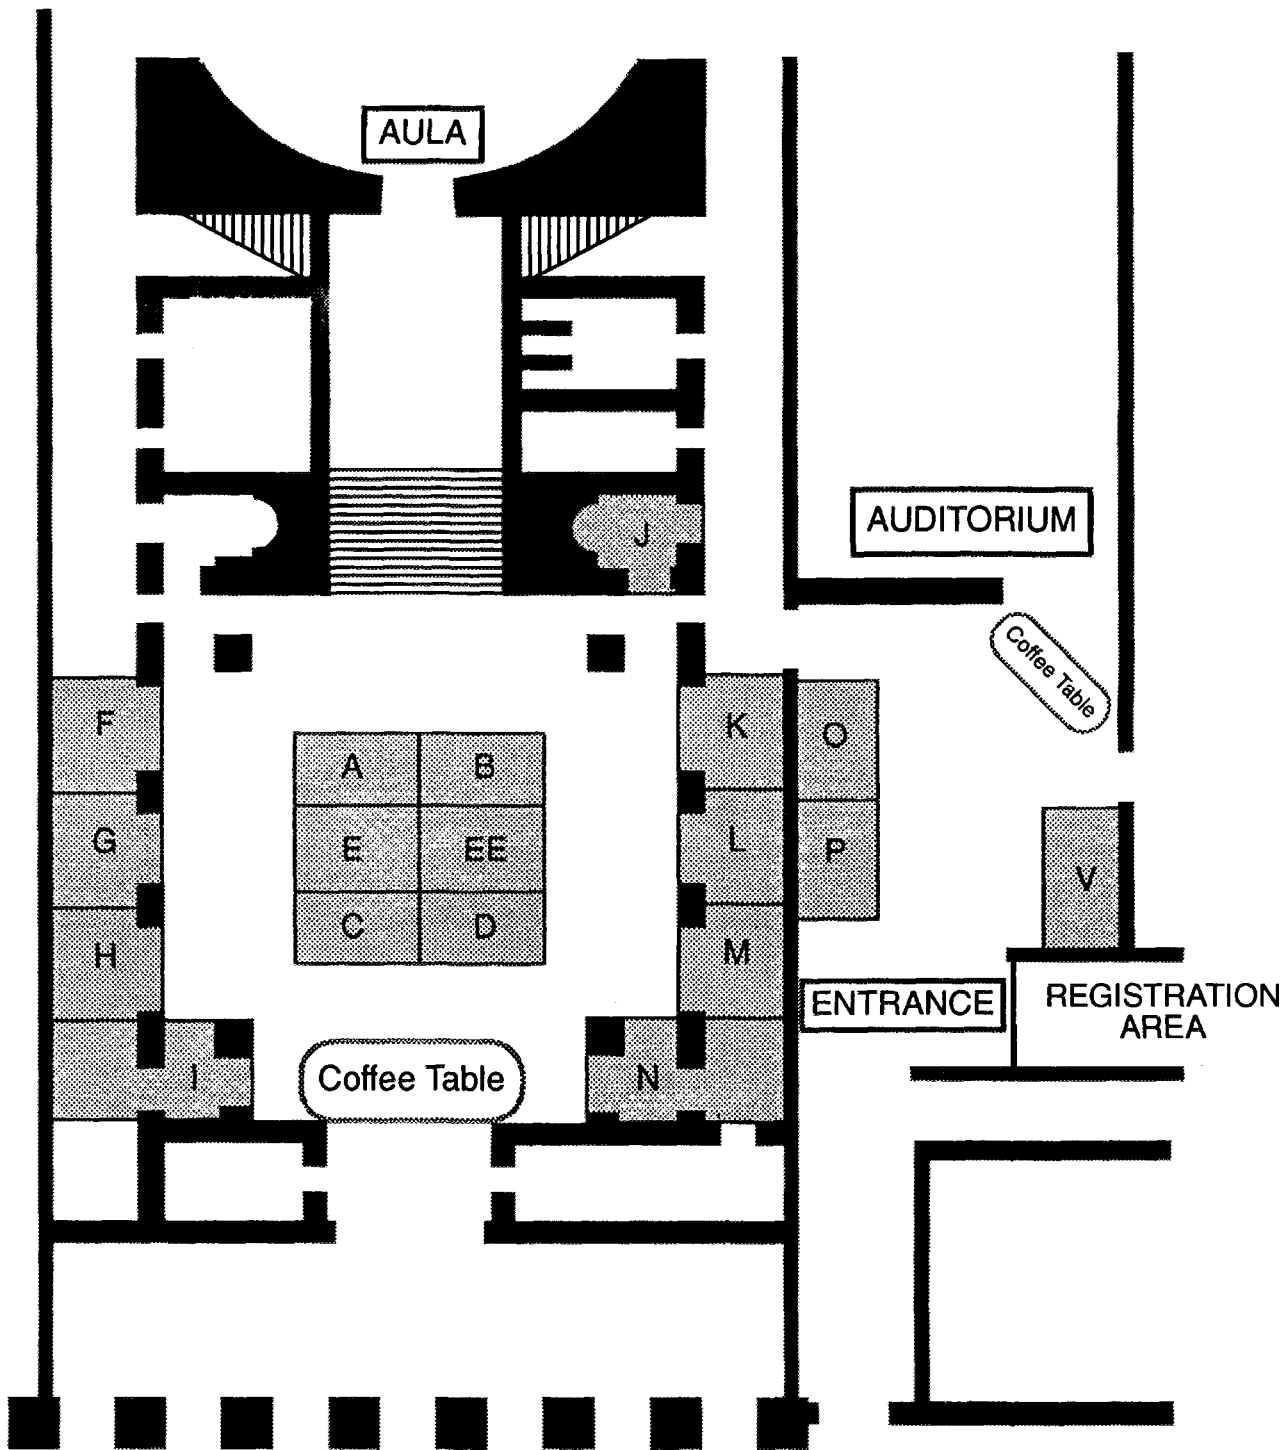 AULA
AUDITORIUM
J
Coffee Table
F
K
O
A
B
G
E
EE
L
P
V
C
D
H
M
ENTRANCE
REGISTRATION
AREA
I
Coffee Table
N